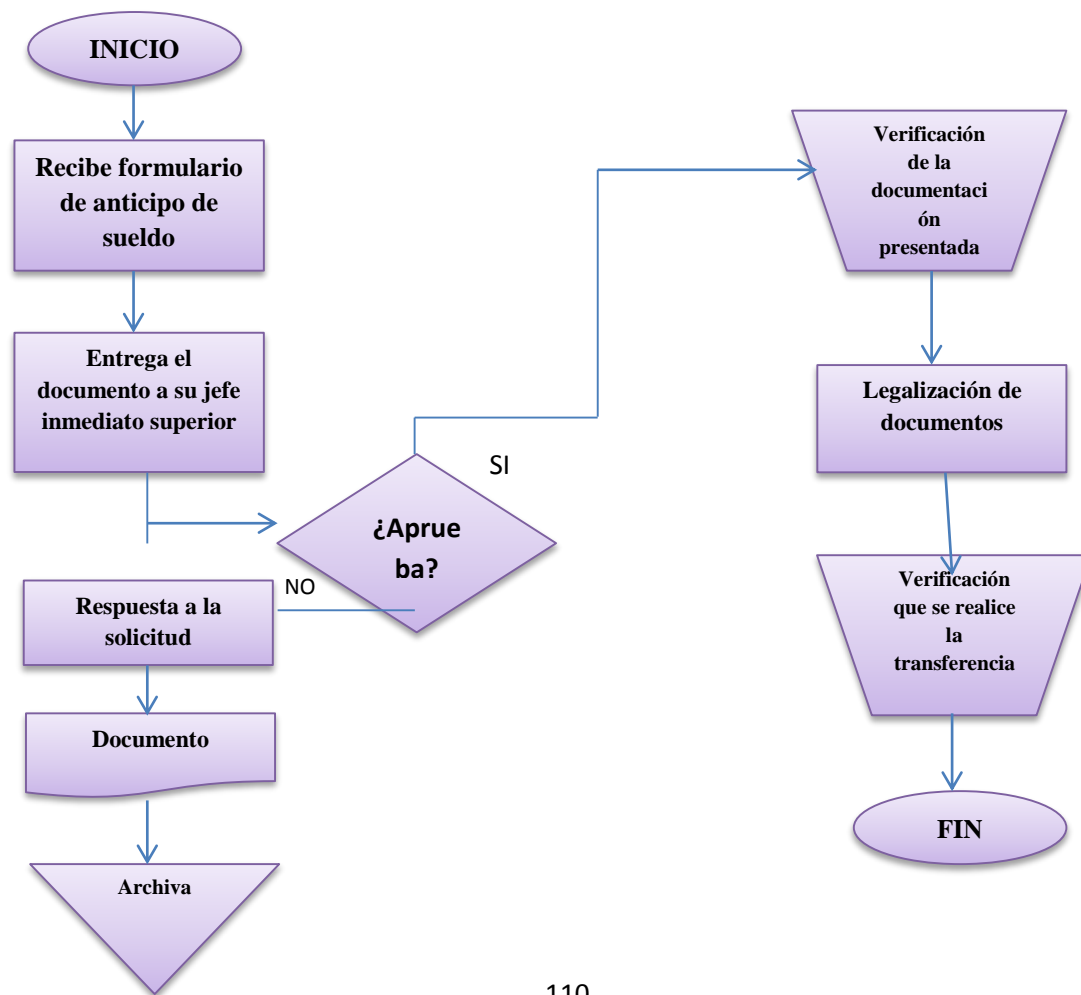 INICIO
Recibe formulario
de anticipo de
sueldo
Entrega el
documento a su jefe
inmediato superior
¿Aprue
ba?
SI
NO
Respuesta a la
solicitud
Documento
Archiva
Verificación
de la
documentaci
ón
presentada
Legalización de
documentos
Verificación
que se realice
la
transferencia
FIN
110